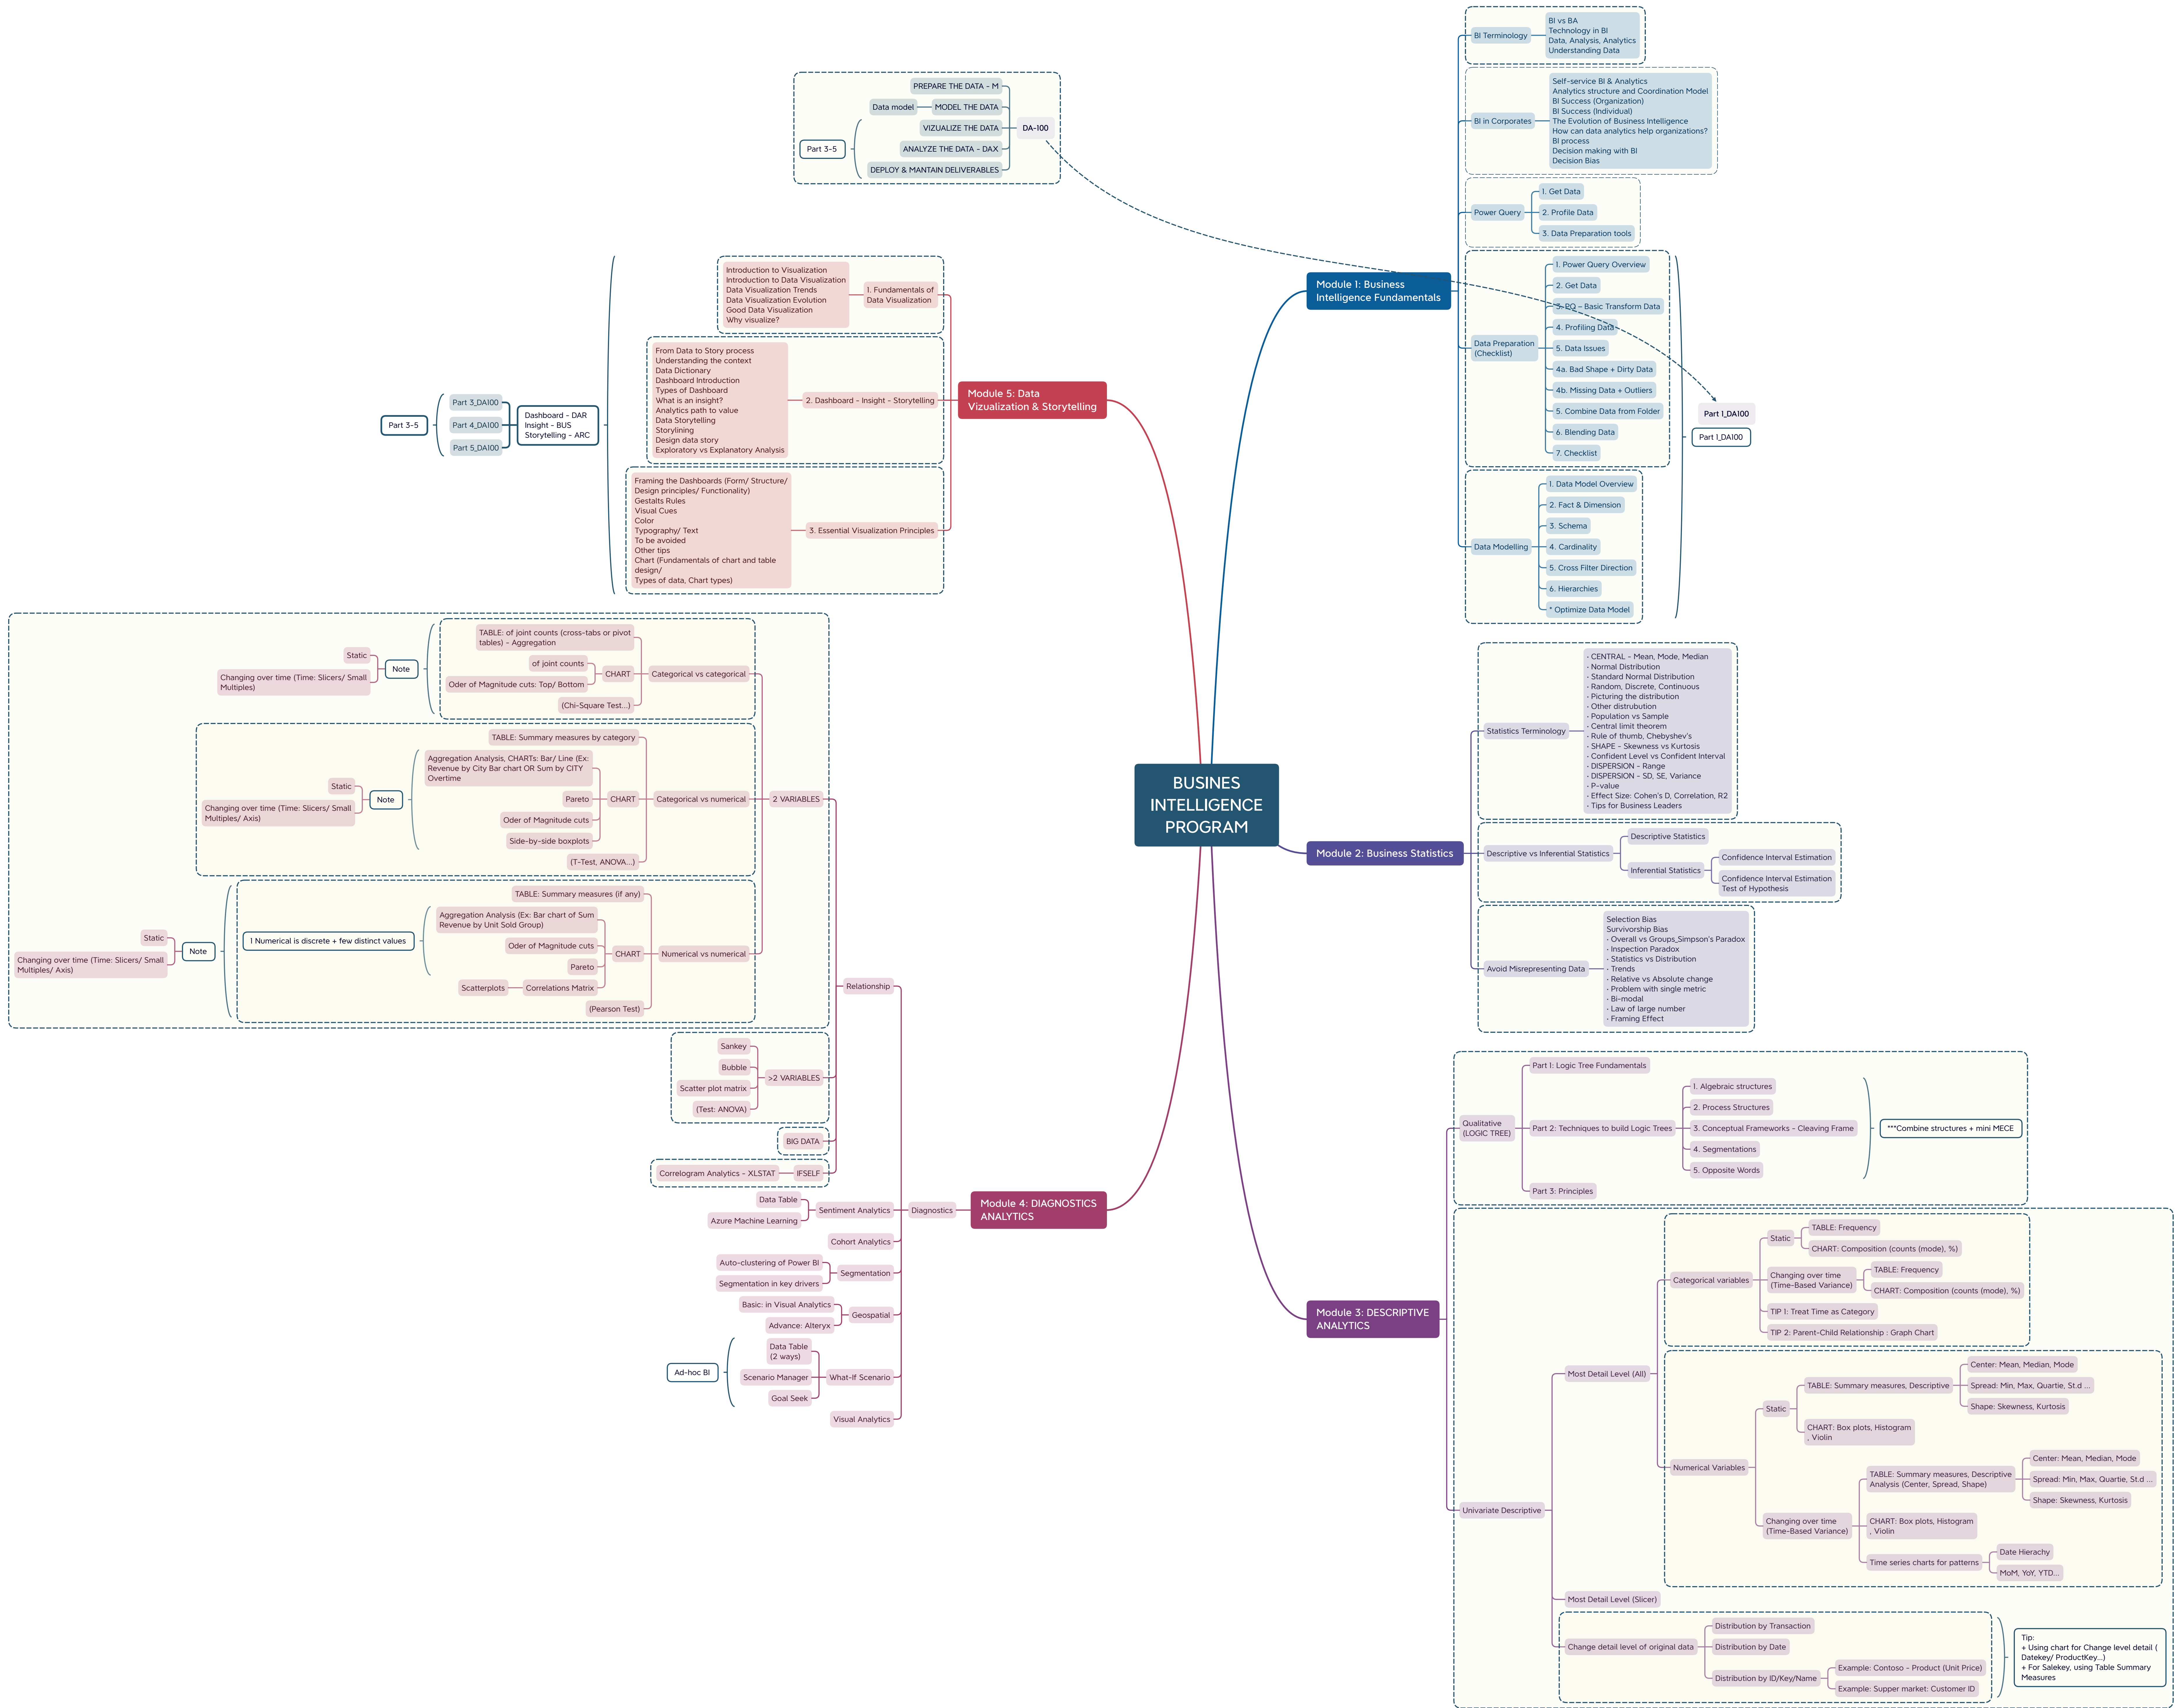 BUSINES
INTELLIGENCE
PROGRAM
Module 1: Business
Intelligence Fundamentals
BI Terminology
BI vs BA
Technology in BI
Data, Analysis, Analytics
Understanding Data
BI in Corporates
Self-service BI & Analytics
Analytics structure and Coordination Model
BI Success (Organization)
BI Success (Individual)
The Evolution of Business Intelligence
How can data analytics help organizations?
BI process
Decision making with BI
Decision Bias
Power Query
1. Get Data
2. Profile Data
3. Data Preparation tools
Data Preparation
(Checklist)
1. Power Query Overview
2. Get Data
3. PQ – Basic Transform Data
4. Profiling Data
5. Data Issues
4a. Bad Shape + Dirty Data
4b. Missing Data + Outliers
5. Combine Data from Folder
6. Blending Data
7. Checklist
Data Modelling
1. Data Model Overview
2. Fact & Dimension
3. Schema
4. Cardinality
5. Cross Filter Direction
6. Hierarchies
* Optimize Data Model
Part 1_DA100
Part 1_DA100
Module 2: Business Statistics
Statistics Terminology
• CENTRAL - Mean, Mode, Median
• Normal Distribution
• Standard Normal Distribution
• Random, Discrete, Continuous
• Picturing the distribution
• Other distrubution
• Population vs Sample
• Central limit theorem
• Rule of thumb, Chebyshev's
• SHAPE - Skewness vs Kurtosis
• Confident Level vs Confident Interval
• DISPERSION - Range
• DISPERSION - SD, SE, Variance
• P-value
• Effect Size: Cohen's D, Correlation, R2
• Tips for Business Leaders
Descriptive vs Inferential Statistics
Descriptive Statistics
Inferential Statistics
Confidence Interval Estimation
Confidence Interval Estimation
Test of Hypothesis
Avoid Misrepresenting Data
Selection Bias
Survivorship Bias
• Overall vs Groups_Simpson's Paradox
• Inspection Paradox
• Statistics vs Distribution
• Trends
• Relative vs Absolute change
• Problem with single metric
• Bi-modal
• Law of large number
• Framing Effect
Module 3: DESCRIPTIVE
ANALYTICS
Qualitative
(LOGIC TREE)
Part I: Logic Tree Fundamentals
Part 2: Techniques to build Logic Trees
1. Algebraic structures
2. Process Structures
3. Conceptual Frameworks - Cleaving Frame
4. Segmentations
5. Opposite Words
***Combine structures + mini MECE
Part 3: Principles
Univariate Descriptive
Most Detail Level (All)
Categorical variables
Static
TABLE: Frequency
CHART: Composition (counts (mode), %)
Changing over time
(Time-Based Variance)
TABLE: Frequency
CHART: Composition (counts (mode), %)
TIP 1: Treat Time as Category
TIP 2: Parent-Child Relationship : Graph Chart
Numerical Variables
Static
TABLE: Summary measures, Descriptive
Center: Mean, Median, Mode
Spread: Min, Max, Quartie, St.d ...
Shape: Skewness, Kurtosis
CHART: Box plots, Histogram
, Violin
Changing over time
(Time-Based Variance)
TABLE: Summary measures, Descriptive
Analysis (Center, Spread, Shape)
Center: Mean, Median, Mode
Spread: Min, Max, Quartie, St.d ...
Shape: Skewness, Kurtosis
CHART: Box plots, Histogram
, Violin
Time series charts for patterns
Date Hierachy
MoM, YoY, YTD...
Most Detail Level (Slicer)
Change detail level of original data
Distribution by Transaction
Distribution by Date
Distribution by ID/Key/Name
Example: Contoso - Product (Unit Price)
Example: Supper market: Customer ID
Tip:
+ Using chart for Change level detail (
Datekey/ ProductKey...)
+ For Salekey, using Table Summary
Measures
DA-100
PREPARE THE DATA - M
MODEL THE DATA
Data model
VIZUALIZE THE DATA
ANALYZE THE DATA - DAX
DEPLOY & MANTAIN DELIVERABLES
Part 3-5
Module 5: Data
Vizualization & Storytelling
1. Fundamentals of
Data Visualization
Introduction to Visualization
Introduction to Data Visualization
Data Visualization Trends
Data Visualization Evolution
Good Data Visualization
Why visualize?
2. Dashboard - Insight - Storytelling
From Data to Story process
Understanding the context
Data Dictionary
Dashboard Introduction
Types of Dashboard
What is an insight?
Analytics path to value
Data Storytelling
Storylining
Design data story
Exploratory vs Explanatory Analysis
3. Essential Visualization Principles
Framing the Dashboards (Form/ Structure/
Design principles/ Functionality)
Gestalts Rules
Visual Cues
Color
Typography/ Text
To be avoided
Other tips
Chart (Fundamentals of chart and table
design/
Types of data, Chart types)
Dashboard - DAR
Insight - BUS
Storytelling - ARC
Part 3_DA100
Part 4_DA100
Part 5_DA100
Part 3-5
Module 4: DIAGNOSTICS
ANALYTICS
Diagnostics
Relationship
2 VARIABLES
Categorical vs categorical
TABLE: of joint counts (cross-tabs or pivot
tables) - Aggregation
CHART
of joint counts
Oder of Magnitude cuts: Top/ Bottom
(Chi-Square Test...)
Note
Static
Changing over time (Time: Slicers/ Small
Multiples)
Categorical vs numerical
TABLE: Summary measures by category
CHART
Aggregation Analysis, CHARTs: Bar/ Line (Ex:
Revenue by City Bar chart OR Sum by CITY
Overtime
Pareto
Oder of Magnitude cuts
Side-by-side boxplots
(T-Test, ANOVA...)
Note
Static
Changing over time (Time: Slicers/ Small
Multiples/ Axis)
Numerical vs numerical
TABLE: Summary measures (if any)
CHART
Aggregation Analysis (Ex: Bar chart of Sum
Revenue by Unit Sold Group)
Oder of Magnitude cuts
Pareto
Correlations Matrix
Scatterplots
(Pearson Test)
1 Numerical is discrete + few distinct values
Note
Static
Changing over time (Time: Slicers/ Small
Multiples/ Axis)
>2 VARIABLES
Sankey
Bubble
Scatter plot matrix
(Test: ANOVA)
BIG DATA
IFSELF
Correlogram Analytics - XLSTAT
Sentiment Analytics
Data Table
Azure Machine Learning
Cohort Analytics
Segmentation
Auto-clustering of Power BI
Segmentation in key drivers
Geospatial
Basic: in Visual Analytics
Advance: Alteryx
What-If Scenario
Data Table
(2 ways)
Scenario Manager
Goal Seek
Ad-hoc BI
Visual Analytics